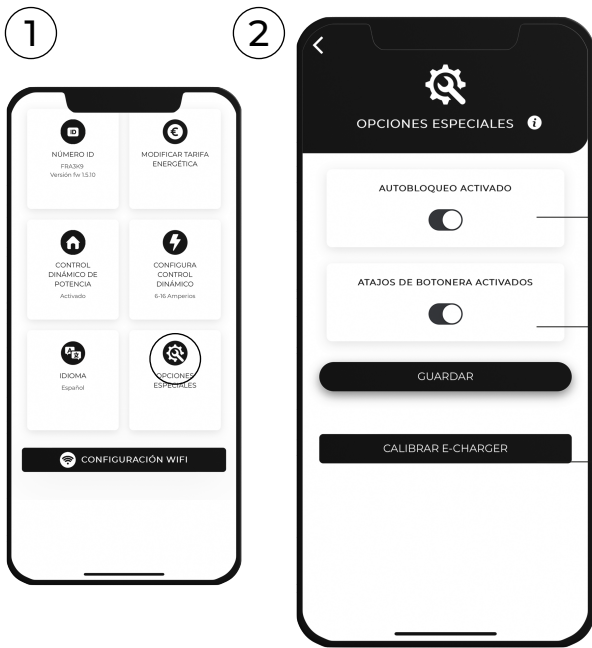 1
2
ID
NÚMERO ID
FRA3K9
Versión fw 1.5.10
€
MODIFICAR TARIFA
ENERGÉTICA
CONTROL
DINÁMICO DE
POTENCIA
Activado
CONFIGURA
CONTROL
DINÁMICO
6-16 Amperios
IDIOMA
Español
OPCIONES
ESPECIALES
CONFIGURACIÓN WIFI
OPCIONES ESPECIALES i
AUTOBLOQUEO ACTIVADO
ATAJOS DE BOTONERA ACTIVADOS
GUARDAR
CALIBRAR E-CHARGER